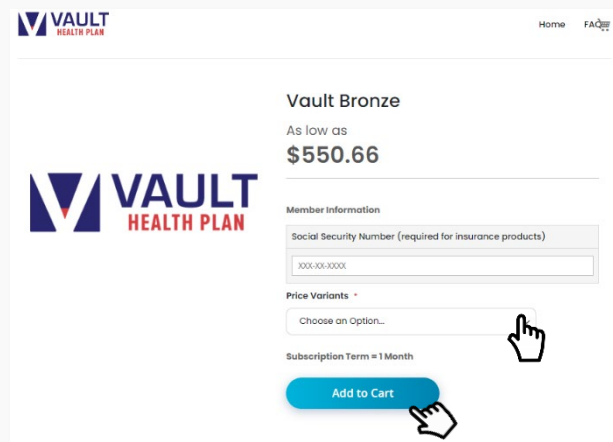 VAULT
HEALTH PLAN
Home FAQ
Vault Bronze
As low as
$550.66
VAULT
HEALTH PLAN
Member Information
Social Security Number (required for insurance products)
XXX-XX-XXXX
Price Variants *
Choose an Option...
Subscription Term = 1 Month
Add to Cart